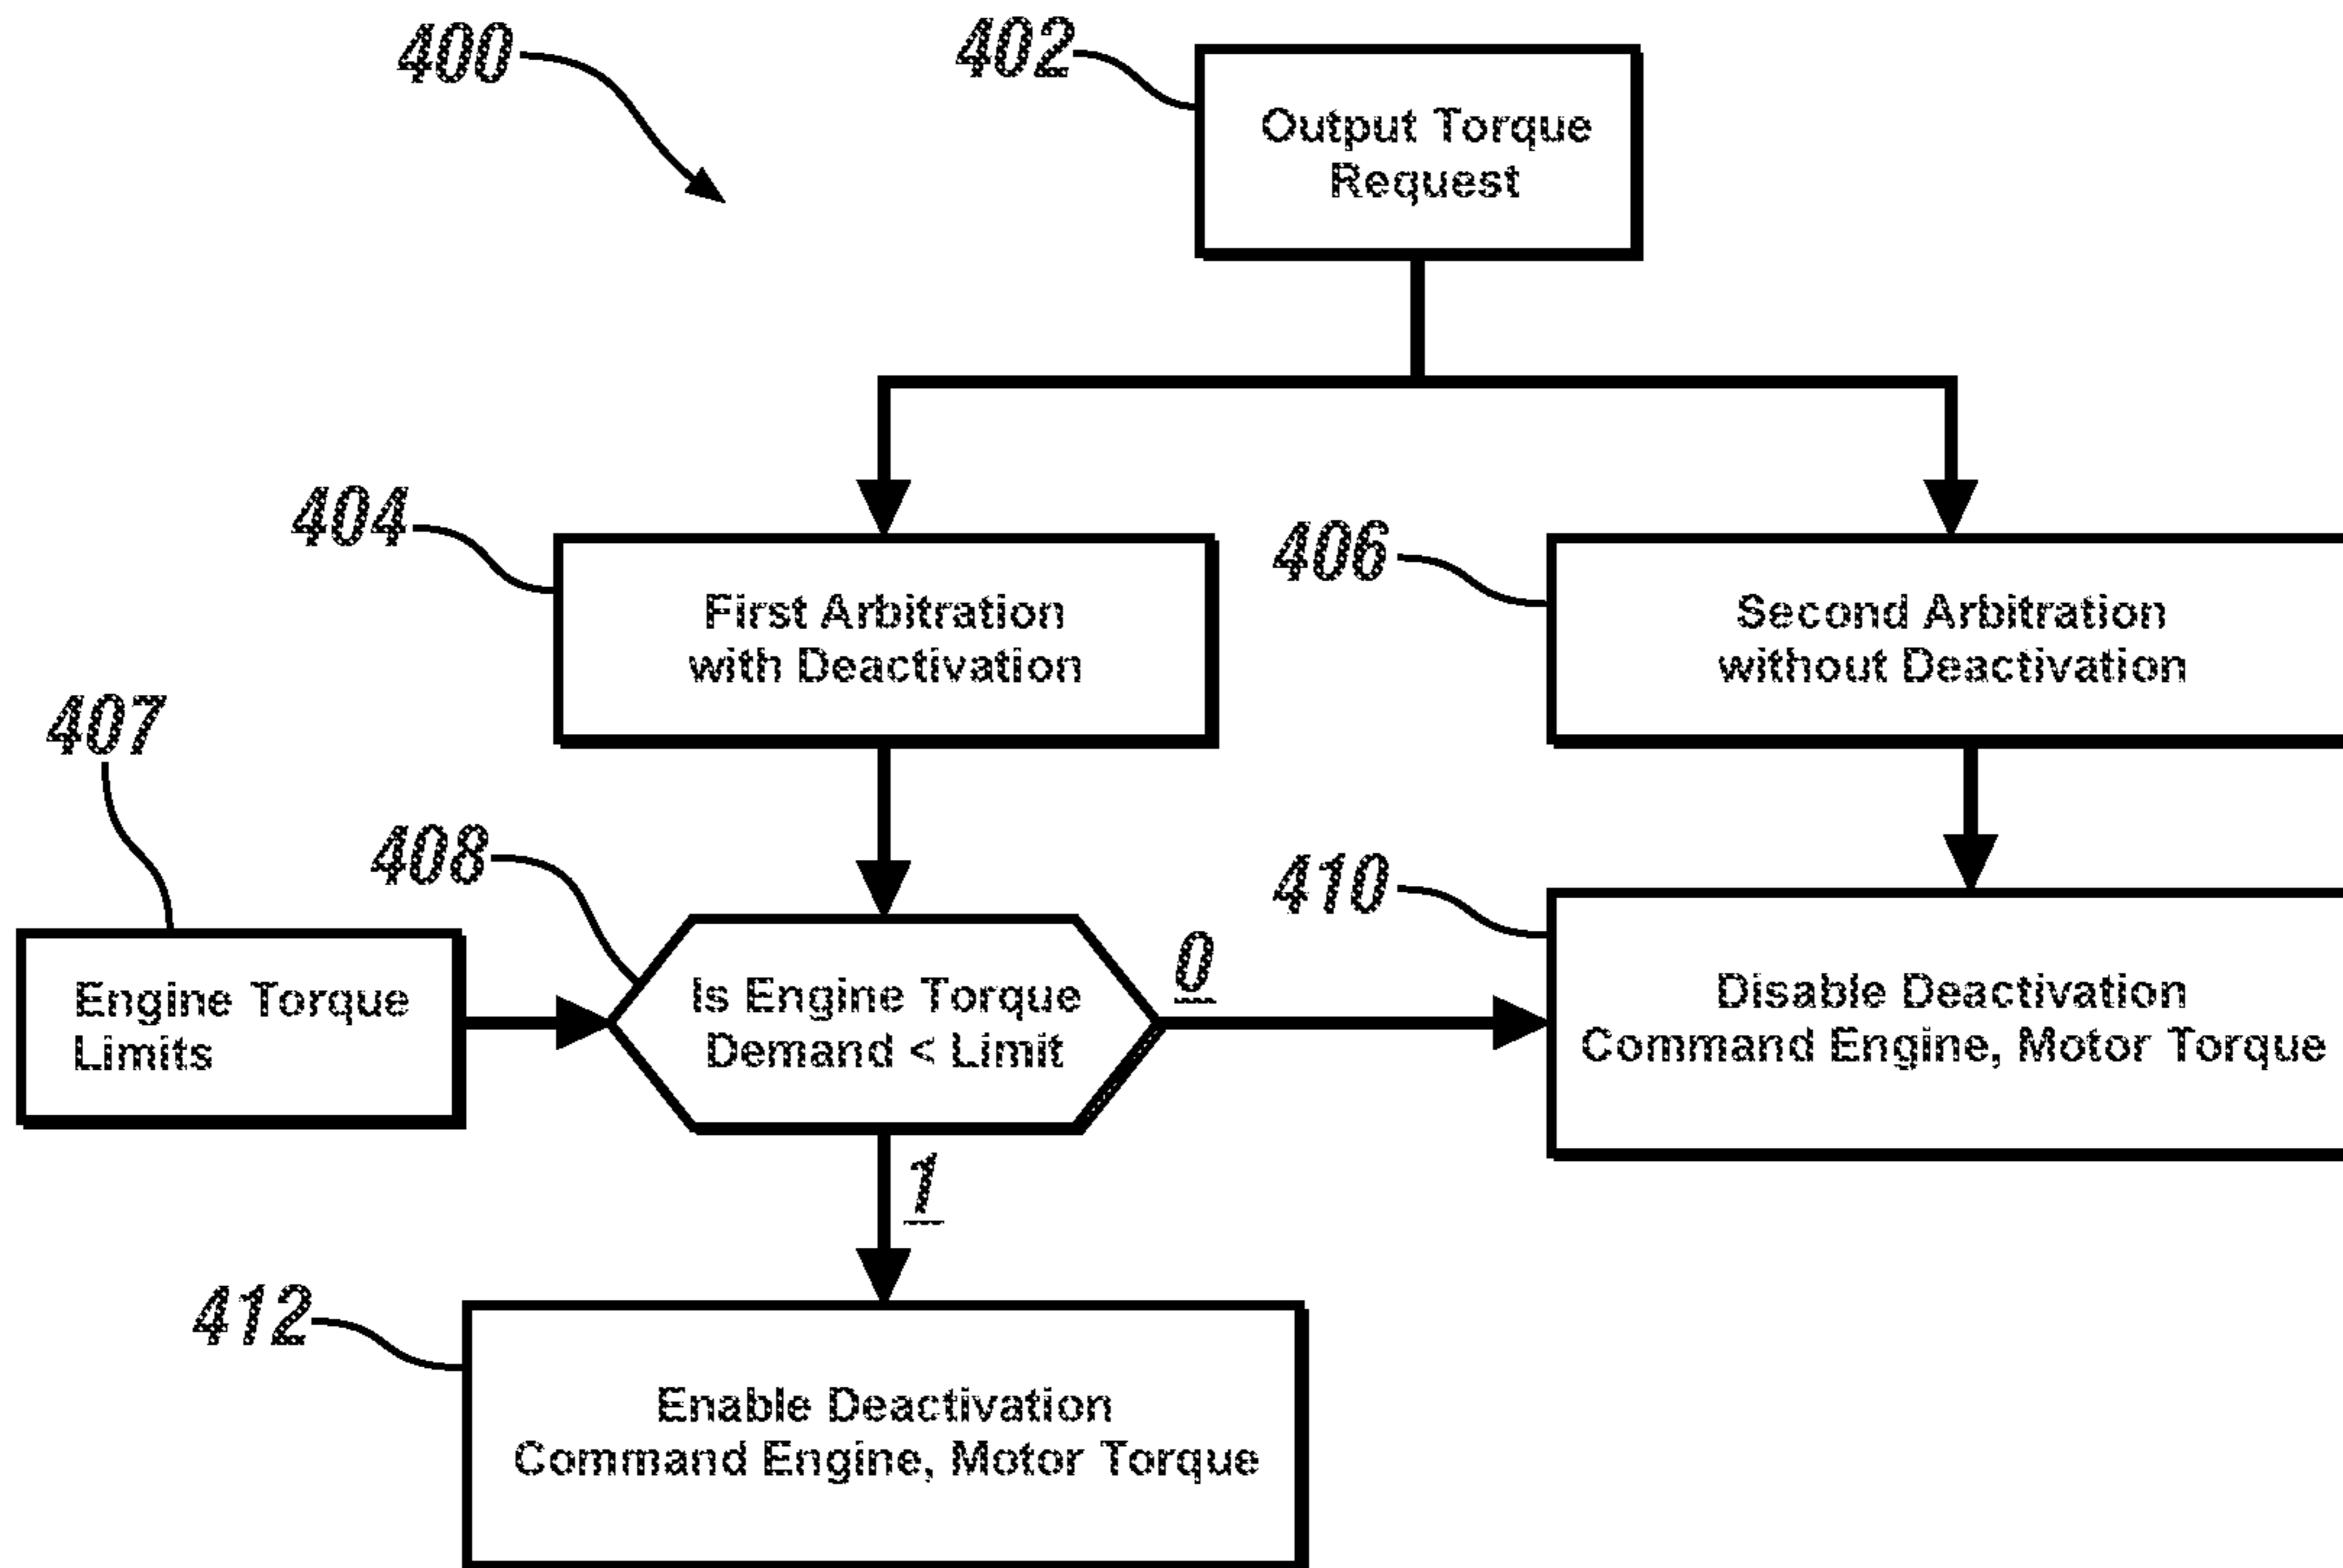 400
402
Output Torque
Request
404
First Arbitration
with Deactivation
406
Second Arbitration
without Deactivation
407
Engine Torque
Limits
408
Is Engine Torque
Demand < Limit
0
1
410
Disable Deactivation
Command Engine, Motor Torque
412
Enable Deactivation
Command Engine, Motor Torque